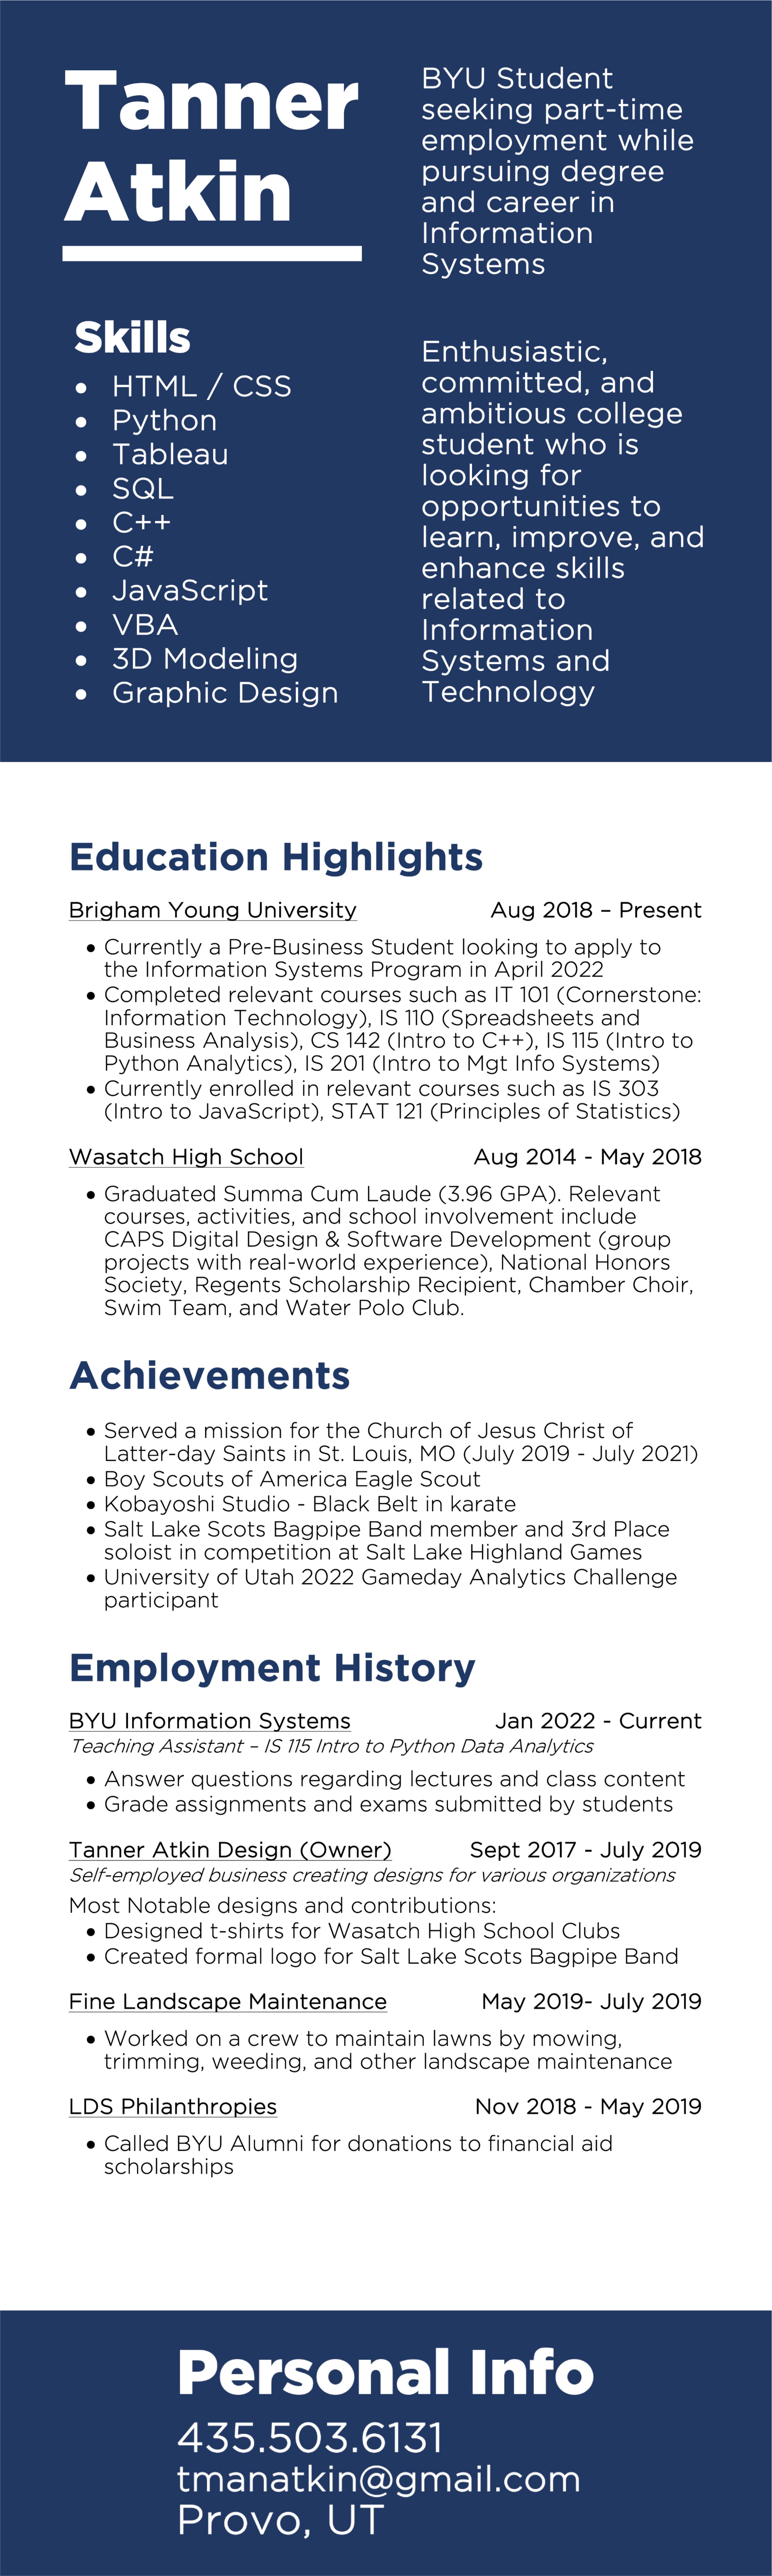 Tanner
Atkin
BYU Student
seeking part-time
employment while
pursuing degree
and career in
Information
Systems
Skills
• HTML / CSS
• Python
• Tableau
• SQL
• C++
• C#
• JavaScript
• VBA
• 3D Modeling
• Graphic Design
Enthusiastic,
committed, and
ambitious college
student who is
looking for
opportunities to
learn, improve, and
enhance skills
related to
Information
Systems and
Technology
Education Highlights
Brigham Young University Aug 2018 – Present
• Currently a Pre-Business Student looking to apply to
the Information Systems Program in April 2022
• Completed relevant courses such as IT 101 (Cornerstone:
Information Technology), IS 110 (Spreadsheets and
Business Analysis), CS 142 (Intro to C++), IS 115 (Intro to
Python Analytics), IS 201 (Intro to Mgt Info Systems)
• Currently enrolled in relevant courses such as IS 303
(Intro to JavaScript), STAT 121 (Principles of Statistics)
Wasatch High School Aug 2014 - May 2018
• Graduated Summa Cum Laude (3.96 GPA). Relevant
courses, activities, and school involvement include
CAPS Digital Design & Software Development (group
projects with real-world experience), National Honors
Society, Regents Scholarship Recipient, Chamber Choir,
Swim Team, and Water Polo Club.
Achievements
• Served a mission for the Church of Jesus Christ of
Latter-day Saints in St. Louis, MO (July 2019 - July 2021)
• Boy Scouts of America Eagle Scout
• Kobayoshi Studio - Black Belt in karate
• Salt Lake Scots Bagpipe Band member and 3rd Place
soloist in competition at Salt Lake Highland Games
• University of Utah 2022 Gameday Analytics Challenge
participant
Employment History
BYU Information Systems Jan 2022 - Current
Teaching Assistant – IS 115 Intro to Python Data Analytics
• Answer questions regarding lectures and class content
• Grade assignments and exams submitted by students
Tanner Atkin Design (Owner) Sept 2017 - July 2019
Self-employed business creating designs for various organizations
Most Notable designs and contributions:
• Designed t-shirts for Wasatch High School Clubs
• Created formal logo for Salt Lake Scots Bagpipe Band
Fine Landscape Maintenance May 2019- July 2019
• Worked on a crew to maintain lawns by mowing,
trimming, weeding, and other landscape maintenance
LDS Philanthropies Nov 2018 - May 2019
• Called BYU Alumni for donations to financial aid
scholarships
Personal Info
435.503.6131
tmanatkin@gmail.com
Provo, UT